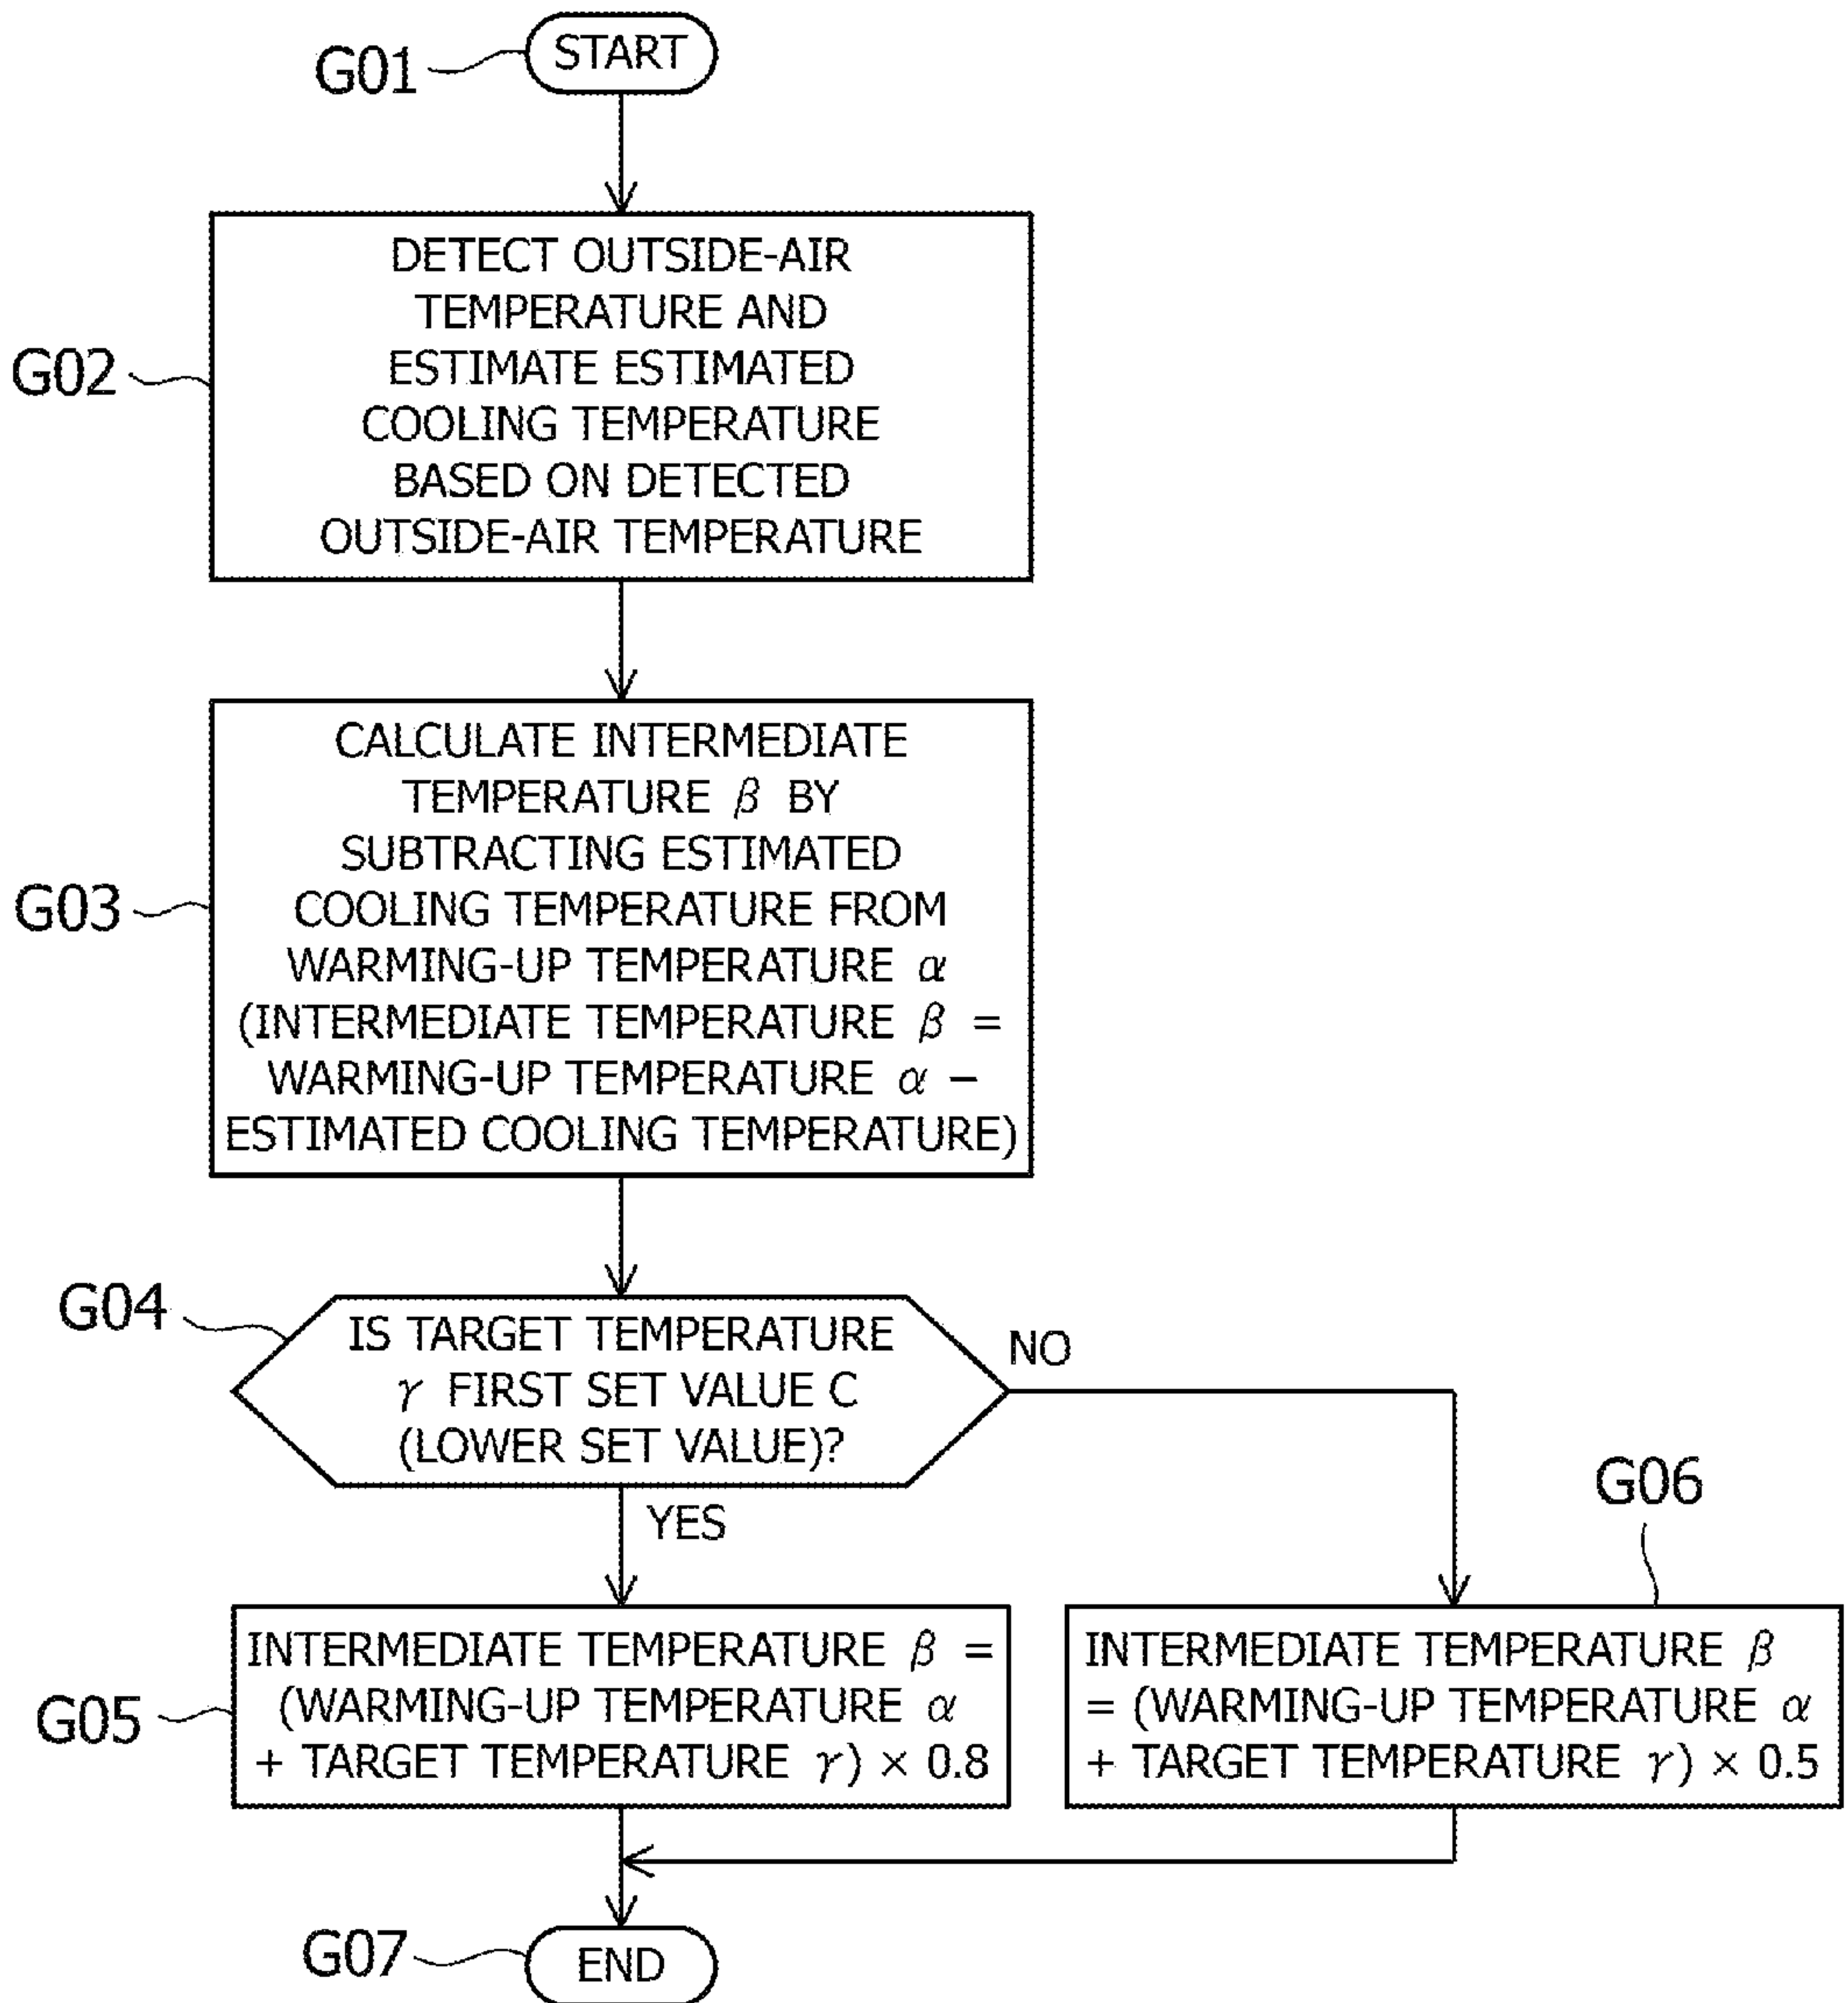 G01
START
G02
DETECT OUTSIDE-AIR
TEMPERATURE AND
ESTIMATE ESTIMATED
COOLING TEMPERATURE
BASED ON DETECTED
OUTSIDE-AIR TEMPERATURE
G03
CALCULATE INTERMEDIATE
TEMPERATURE β BY
SUBTRACTING ESTIMATED
COOLING TEMPERATURE FROM
WARMING-UP TEMPERATURE α
(INTERMEDIATE TEMPERATURE β =
WARMING-UP TEMPERATURE α –
ESTIMATED COOLING TEMPERATURE)
G04
IS TARGET TEMPERATURE
γ FIRST SET VALUE C
(LOWER SET VALUE)?
NO
YES
G05
INTERMEDIATE TEMPERATURE β =
(WARMING-UP TEMPERATURE α
+ TARGET TEMPERATURE γ) × 0.8
G06
INTERMEDIATE TEMPERATURE β
= (WARMING-UP TEMPERATURE α
+ TARGET TEMPERATURE γ) × 0.5
G07
END